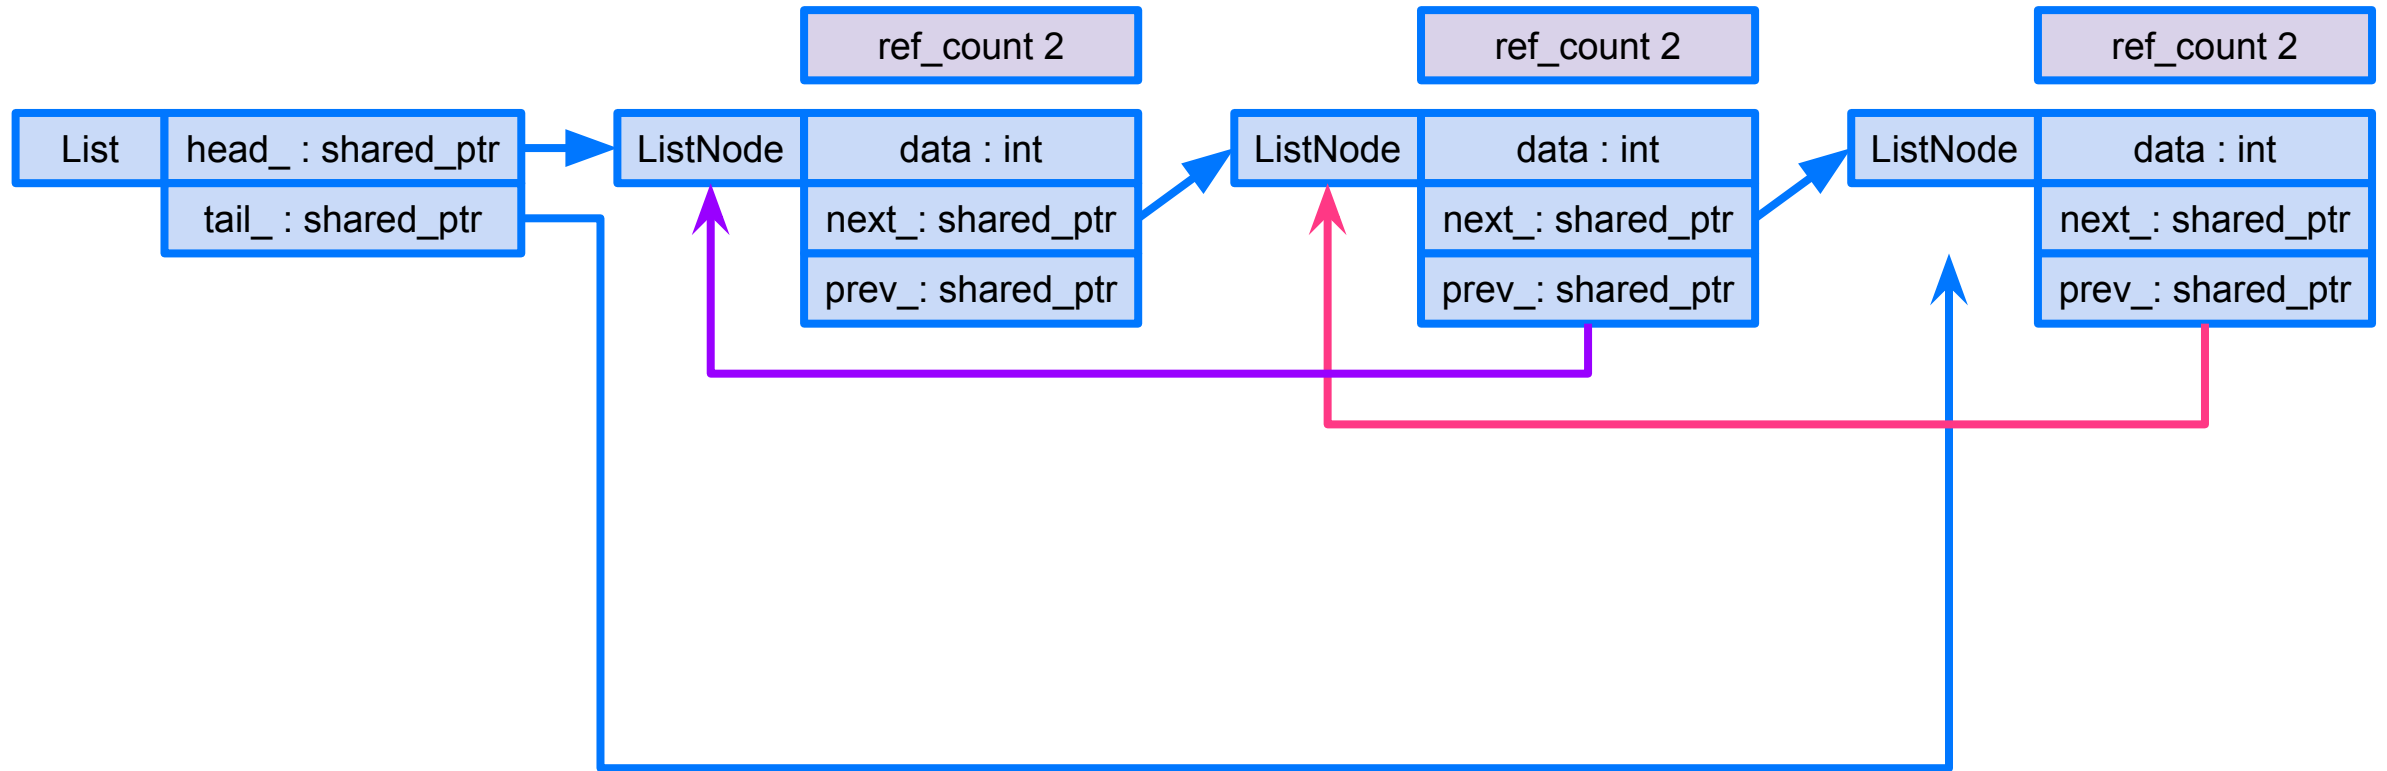 ref_count 2
ref_count 2
ref_count 2
List
head_ : shared_ptr
ListNode
data : int
ListNode
data : int
ListNode
data : int
tail_ : shared_ptr
next_: shared_ptr
next_: shared_ptr
next_: shared_ptr
prev_: shared_ptr
prev_: shared_ptr
prev_: shared_ptr